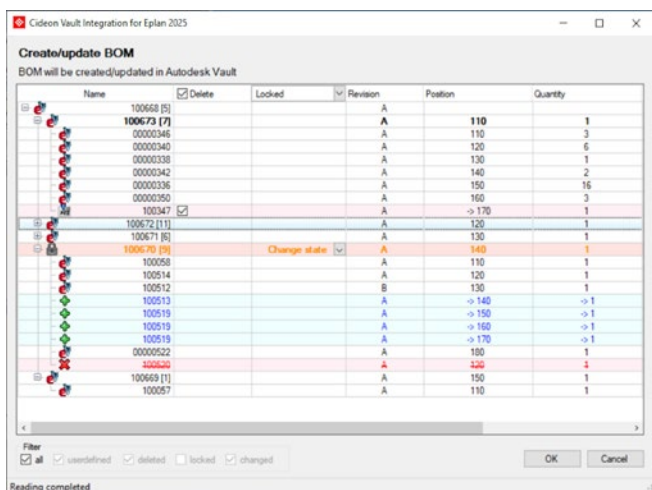 Cideon Vault Integration for Eplan 2025
Create/update BOM
BOM will be created/updated in Autodesk Vault
Name Delete Locked Revision Position Quantity
100668 [5] A
100673 [7] A 110 1
00000346 A 110 3
00000340 A 120 6
00000338 A 130 1
00000342 A 140 2
00000336 A 150 16
00000350 A 160 3
100347 A -> 170 1
100672 [11] A 120 1
100671 [6] A 130 1
100670 [9] Change state A 140 1
100058 A 110 1
100514 A 120 1
100512 B 130 1
100513 A -> 140 -> 1
100519 A -> 150 -> 1
100519 A -> 160 -> 1
100519 A -> 170 -> 1
00000522 A 180 1
100520 A 120 1
100669 [1] A 150 1
100057 A 110 1
Filter
all userdefined deleted locked changed
OK Cancel
Reading completed